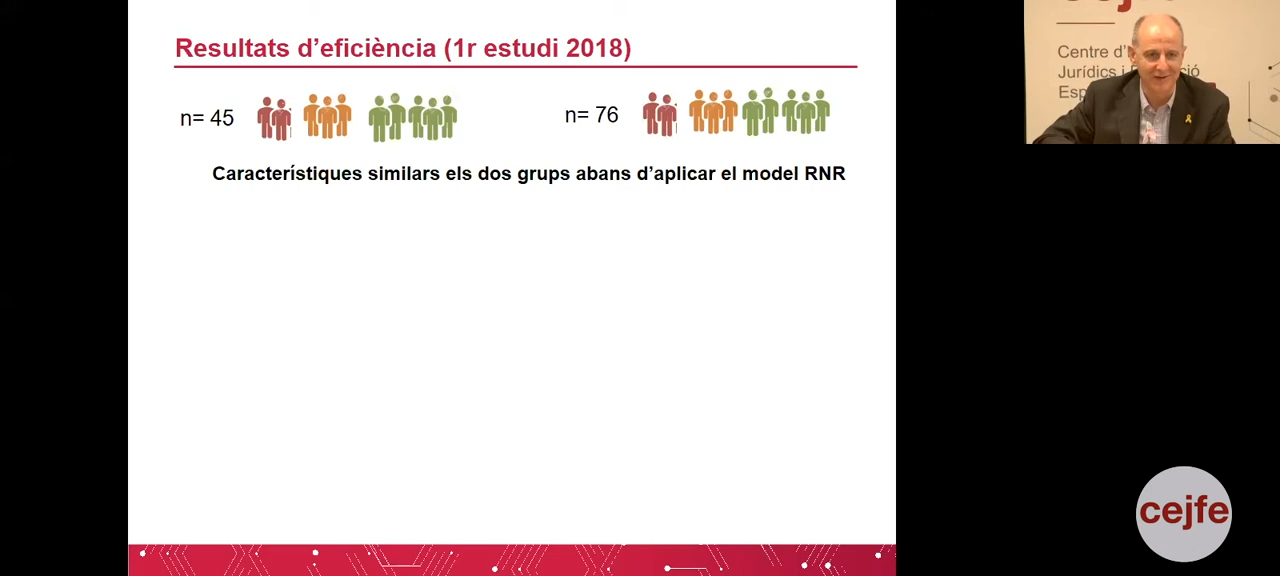 Resultats d'eficiència (1r estudi 2018)
n= 45
n= 76
Característiques similars els dos grups abans d'aplicar el model RNR
Centre d'
Jurídics i
Esp
cejfe